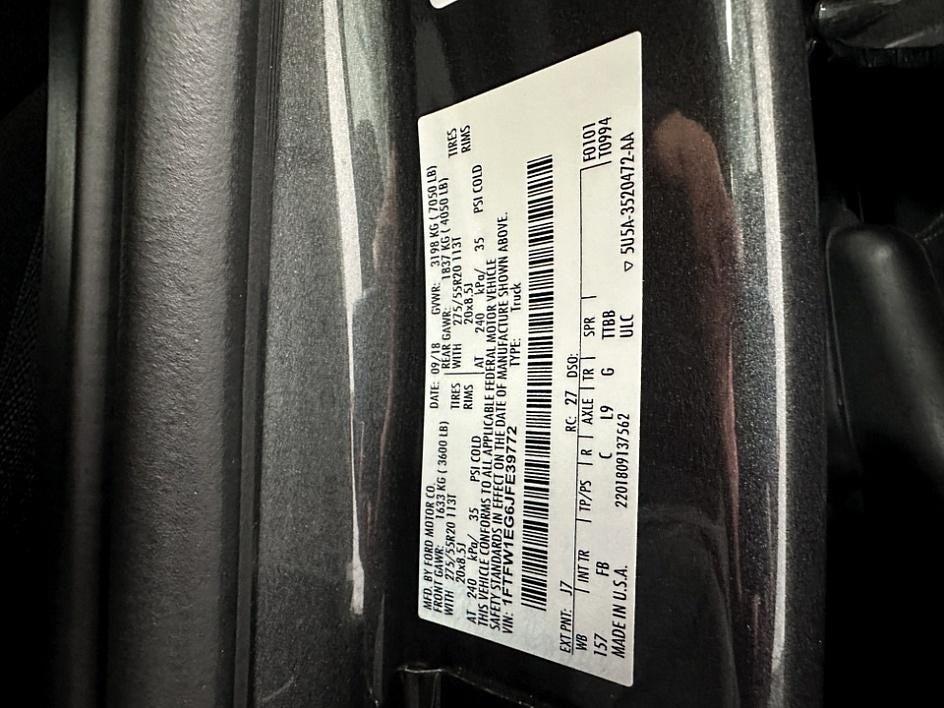 MFD. BY FORD MOTOR CO. DATE: 09/18 GVWR: 3198 KG ( 7050 LB)
FRONT GAWR: 1633 KG ( 3600 LB) REAR GAWR: 1837 KG ( 4050 LB)
WITH 275/55R20 113T TIRES WITH 275/55R20 113T TIRES
20x8.5J RIMS 20x8.5J RIMS
AT 240 kPa/ 35 PSI COLD AT 240 kPa/ 35 PSI COLD
THIS VEHICLE CONFORMS TO ALL APPLICABLE FEDERAL MOTOR VEHICLE
SAFETY STANDARDS IN EFFECT ON THE DATE OF MANUFACTURE SHOWN ABOVE.
VIN: 1FTFW1EG6JFE39772 TYPE: Truck
EXT PNT: J7 RC: 27 DSO: F0101
WB INT TR TP/PS R AXLE TR SPR T0994
157 FB C L9 G TTBB
MADE IN U.S.A. 2201809137562 ULC ▽ 5U5A-3520472-AA